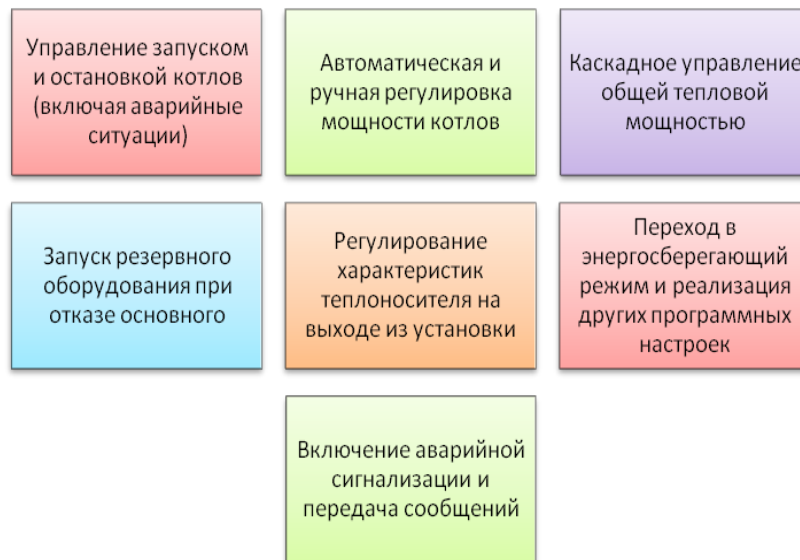 Управление запуском
и остановкой котлов
(включая аварийные
ситуации)
Автоматическая и
ручная регулировка
мощности котлов
Каскадное управление
общей тепловой
мощностью
Запуск резервного
оборудования при
отказе основного
Регулирование
характеристик
теплоносителя на
выходе из установки
Переход в
энергосберегающий
режим и реализация
других программных
настроек
Включение аварийной
сигнализации и
передача сообщений